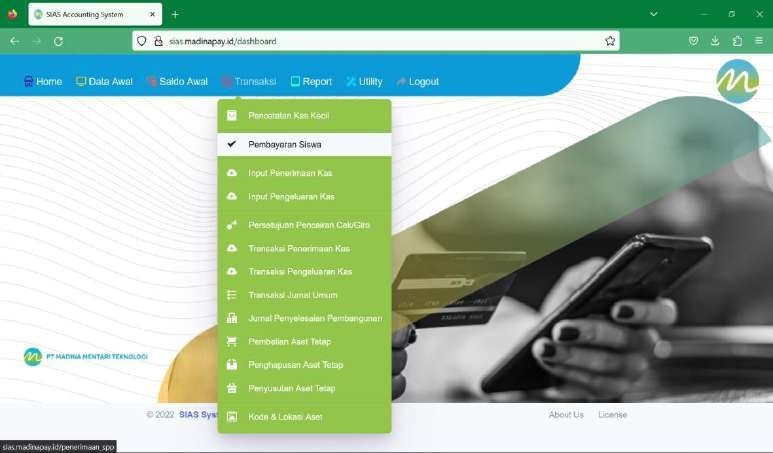 SIAS Accounting System
sias.madinapay.id/dashboard
Home Data Awal Saldo Awal Transaksi Report Utility Logout
Pencatatan Kas Kecil
Pembayaran Siswa
Input Penerimaan Kas
Input Pengeluaran Kas
Persetujuan Pencairan Cek/Giro
Transaksi Penerimaan Kas
Transaksi Pengeluaran Kas
Transaksi Jurnal Umum
Jurnal Penyelesaian Pembangunan
Pembelian Aset Tetap
Penghapusan Aset Tetap
Penyusutan Aset Tetap
Kode & Lokasi Aset
PT MADINA MENTARI TEKNOLOGI
© 2022 SIAS Syst
About Us License
sias.madinapay.id/penerimaan_spp